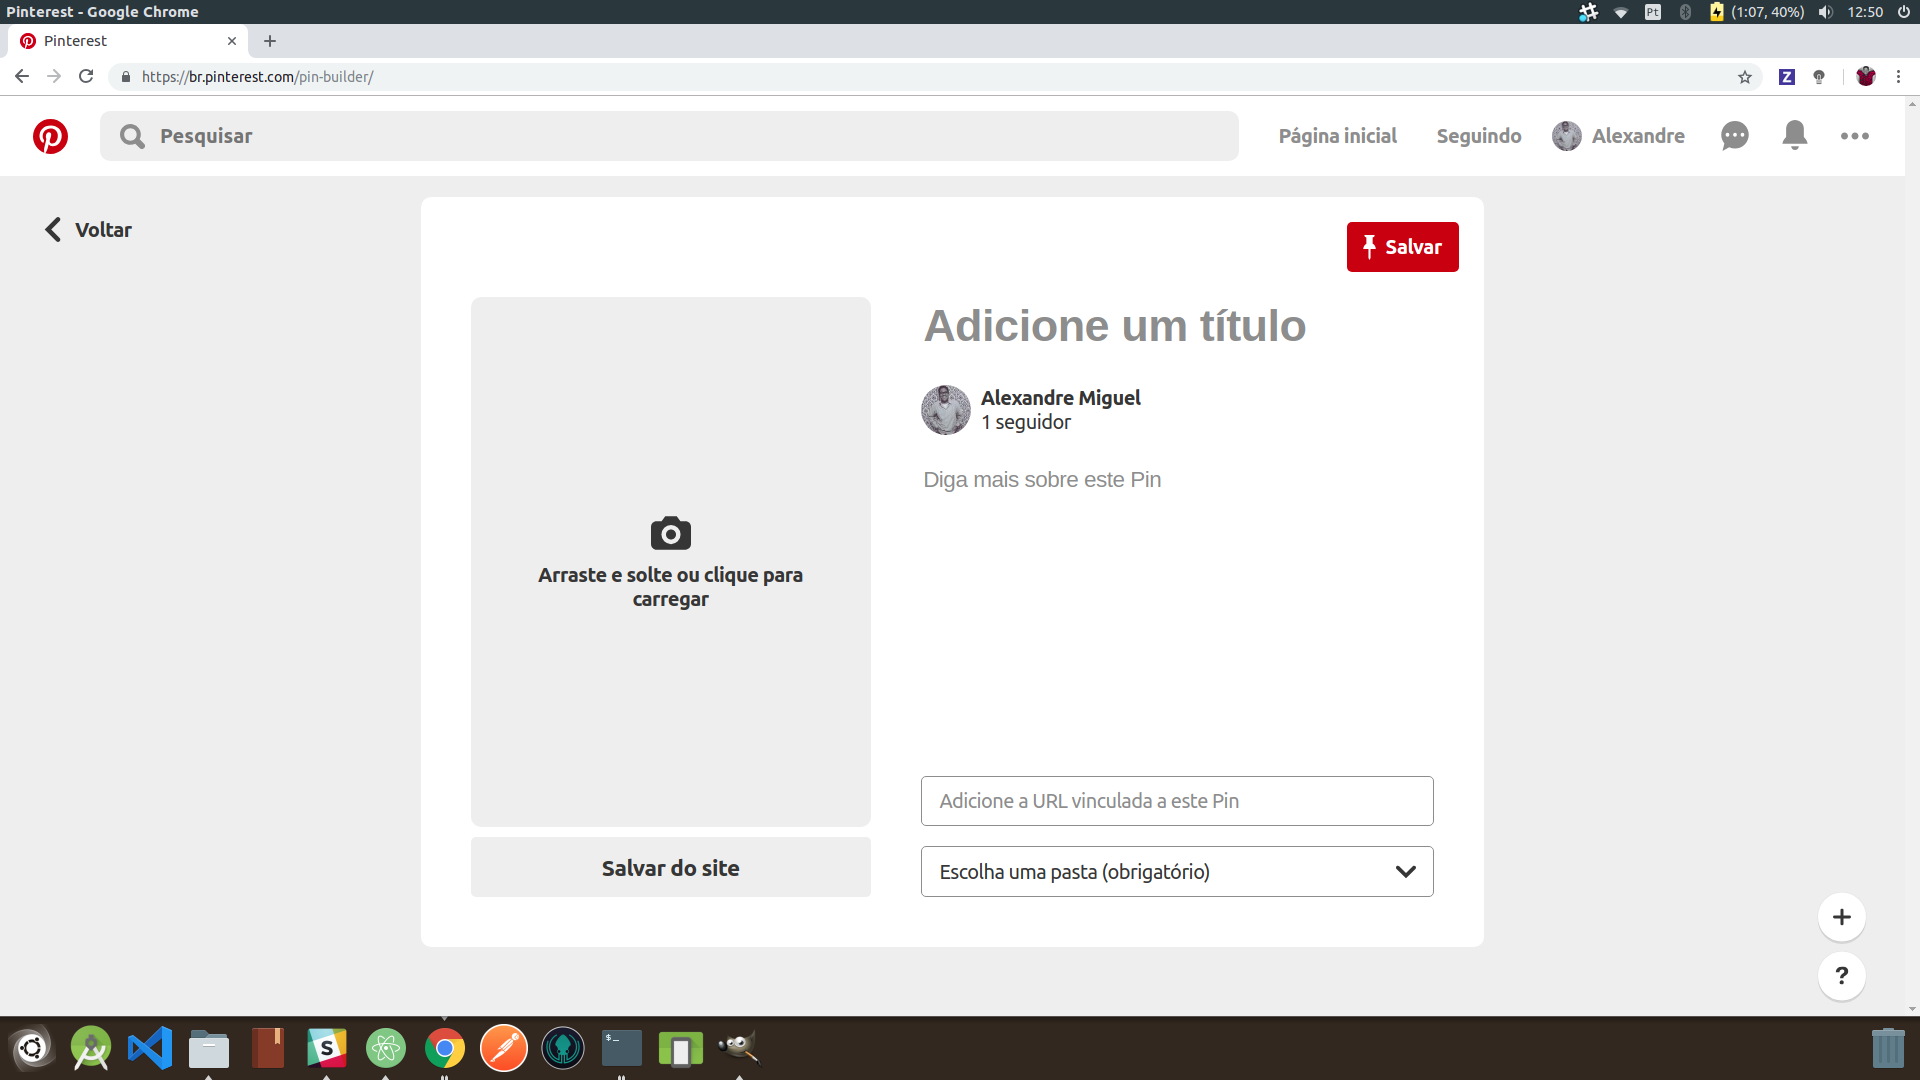 Pinterest - Google Chrome
Pt
(1:07, 40%)
12:50
Pinterest
https://br.pinterest.com/pin-builder/
Z
Pesquisar
Página inicial
Seguindo
Alexandre
Voltar
Salvar
Adicione um título
Alexandre Miguel
1 seguidor
Diga mais sobre este Pin
Arraste e solte ou clique para
carregar
Adicione a URL vinculada a este Pin
Salvar do site
Escolha uma pasta (obrigatório)
+
?
S
$_